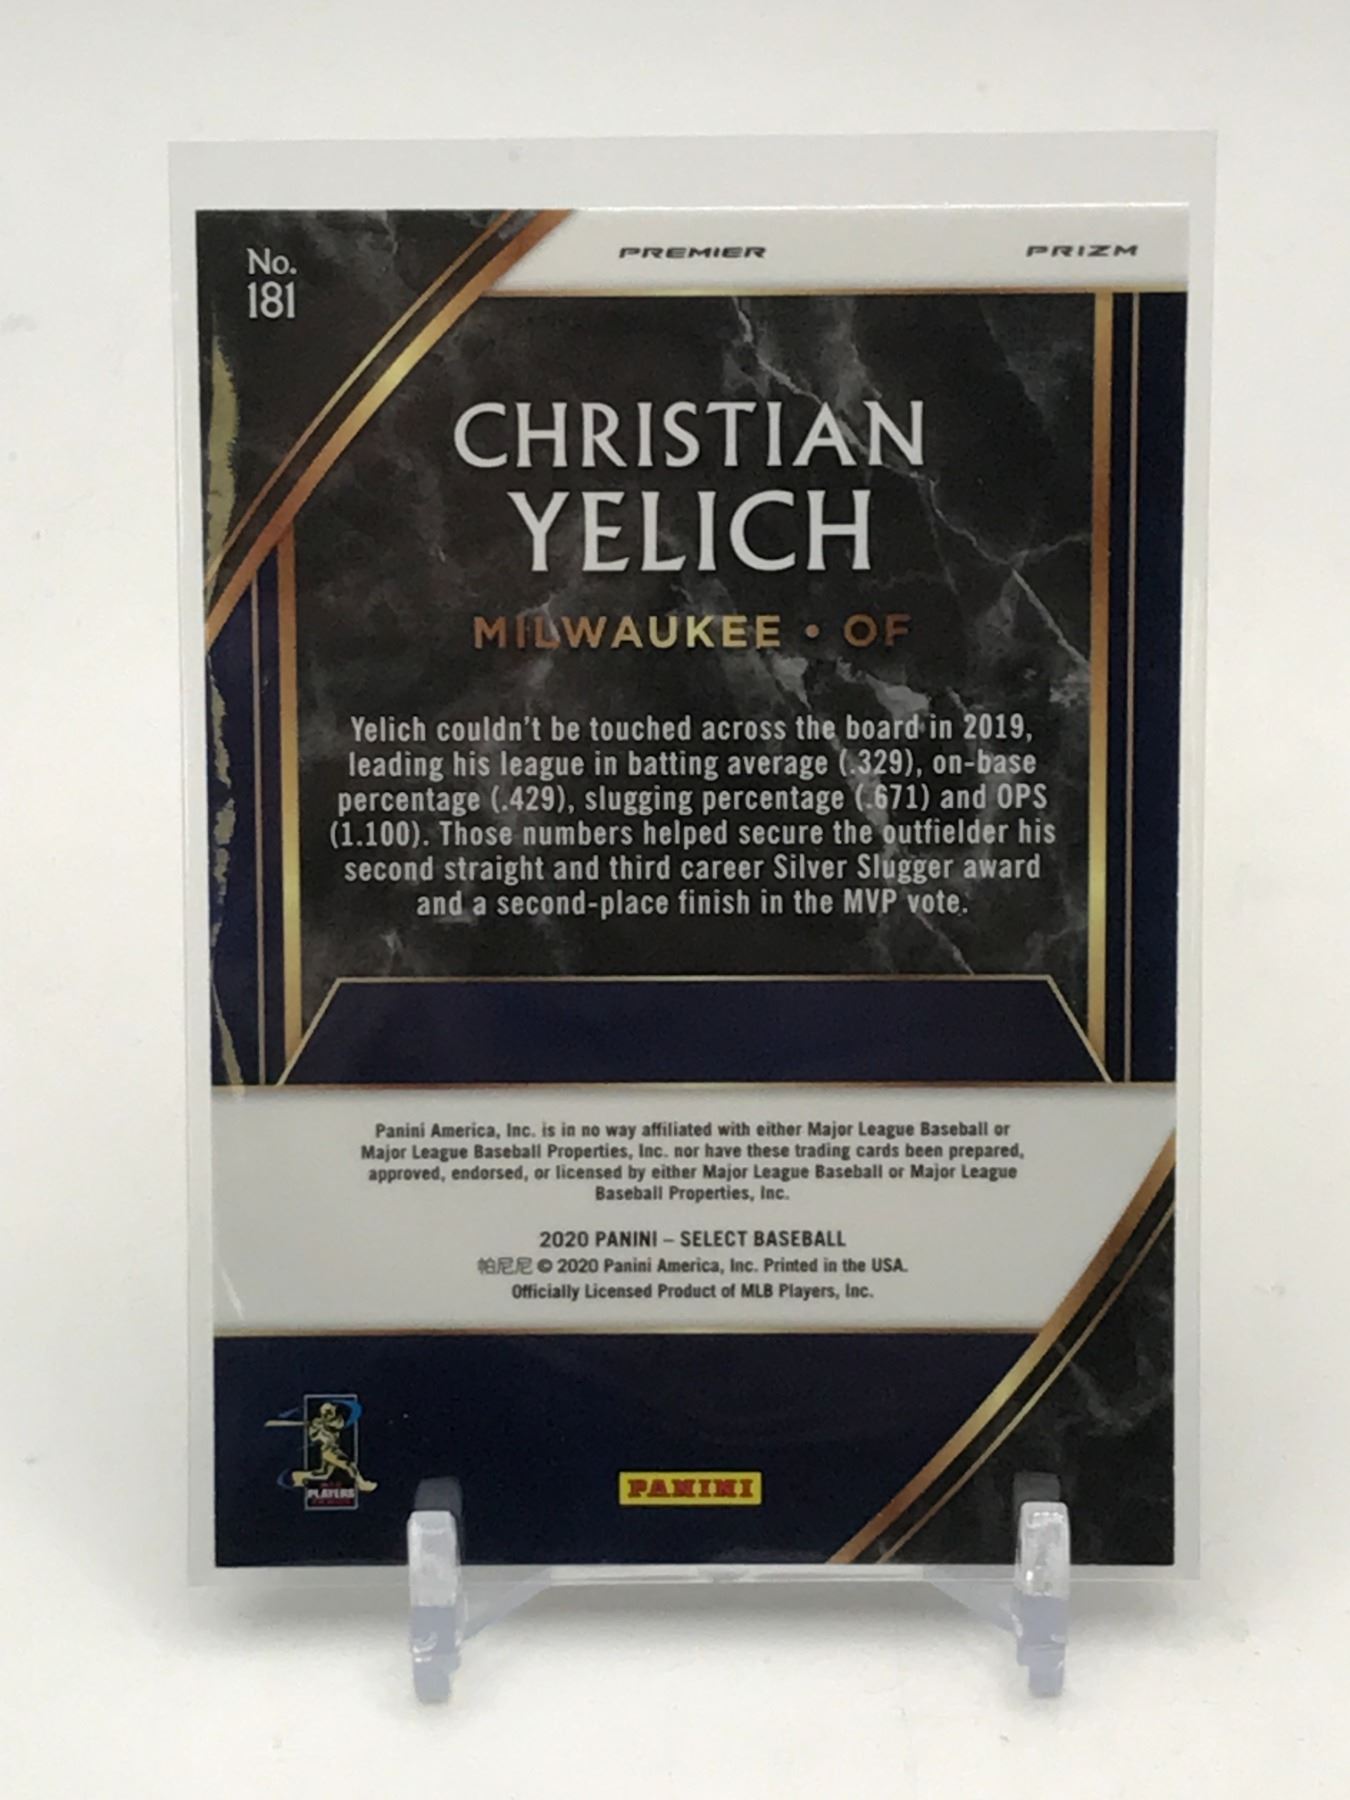 No.
181
PREMIER
PRIZM
CHRISTIAN
YELICH
MILWAUKEE • OF
Yelich couldn't be touched across the board in 2019,
leading his league in batting average (.329), on-base
percentage (.429), slugging percentage (.671) and OPS
(1.100). Those numbers helped secure the outfielder his
second straight and third career Silver Slugger award
and a second-place finish in the MVP vote.
Panini America, Inc. is in no way affiliated with either Major League Baseball or
Major League Baseball Properties, Inc. nor have these trading cards been prepared,
approved, endorsed, or licensed by either Major League Baseball or Major League
Baseball Properties, Inc.
2020 PANINI – SELECT BASEBALL
帕尼尼 © 2020 Panini America, Inc. Printed in the USA.
Officially Licensed Product of MLB Players, Inc.
PLAYERS
PANINI